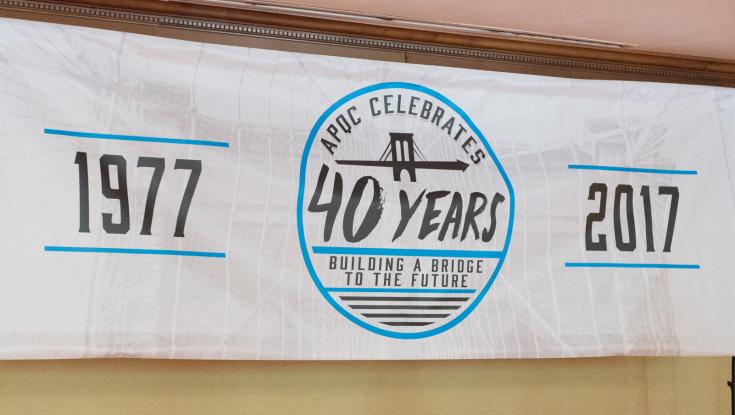 1977
APQC CELEBRATES
40 YEARS
BUILDING A BRIDGE
TO THE FUTURE
2017